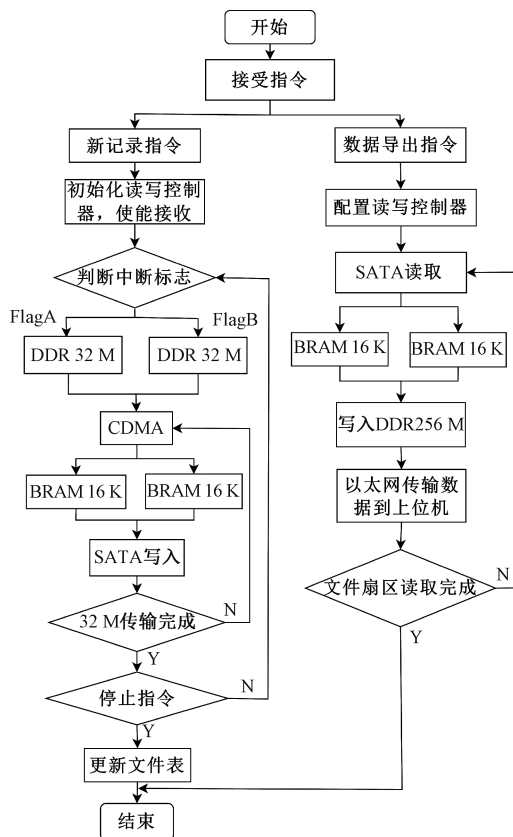 开始
接受指令
新记录指令
初始化读写控制
器，使能接收
判断中断标志
FlagA
FlagB
DDR 32 M
DDR 32 M
CDMA
BRAM 16 K
BRAM 16 K
SATA写入
32 M传输完成
N
Y
停止指令
N
Y
更新文件表
结束
数据导出指令
配置读写控制器
SATA读取
BRAM 16 K
BRAM 16 K
写入DDR256 M
以太网传输数
据到上位机
文件扇区读取完成
N
Y